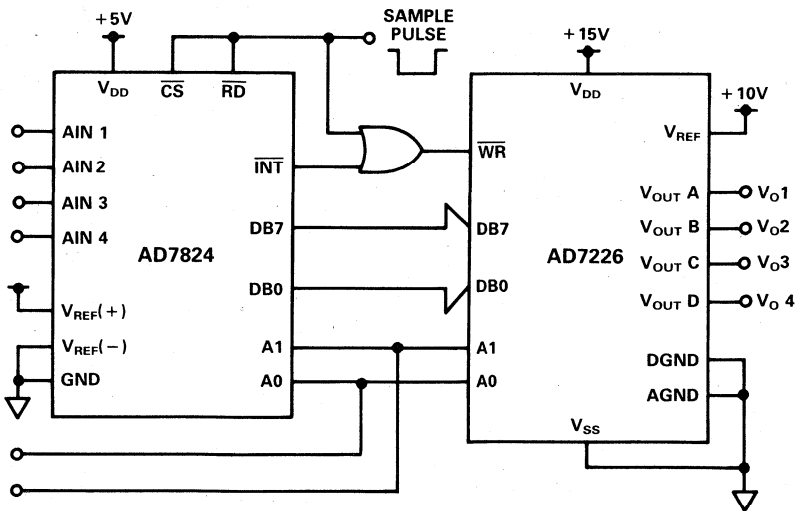 SAMPLE
PULSE
+5V
+15V
+10V
VDD
CS
RD
VDD
VREF
AIN 1
AIN 2
AIN 3
AIN 4
INT
WR
AD7824
AD7226
DB7
DB0
DB7
DB0
VOUT A
VO1
VOUT B
VO2
VOUT C
VO3
VOUT D
VO 4
VREF(+)
VREF(−)
GND
A1
A0
A1
A0
DGND
AGND
VSS